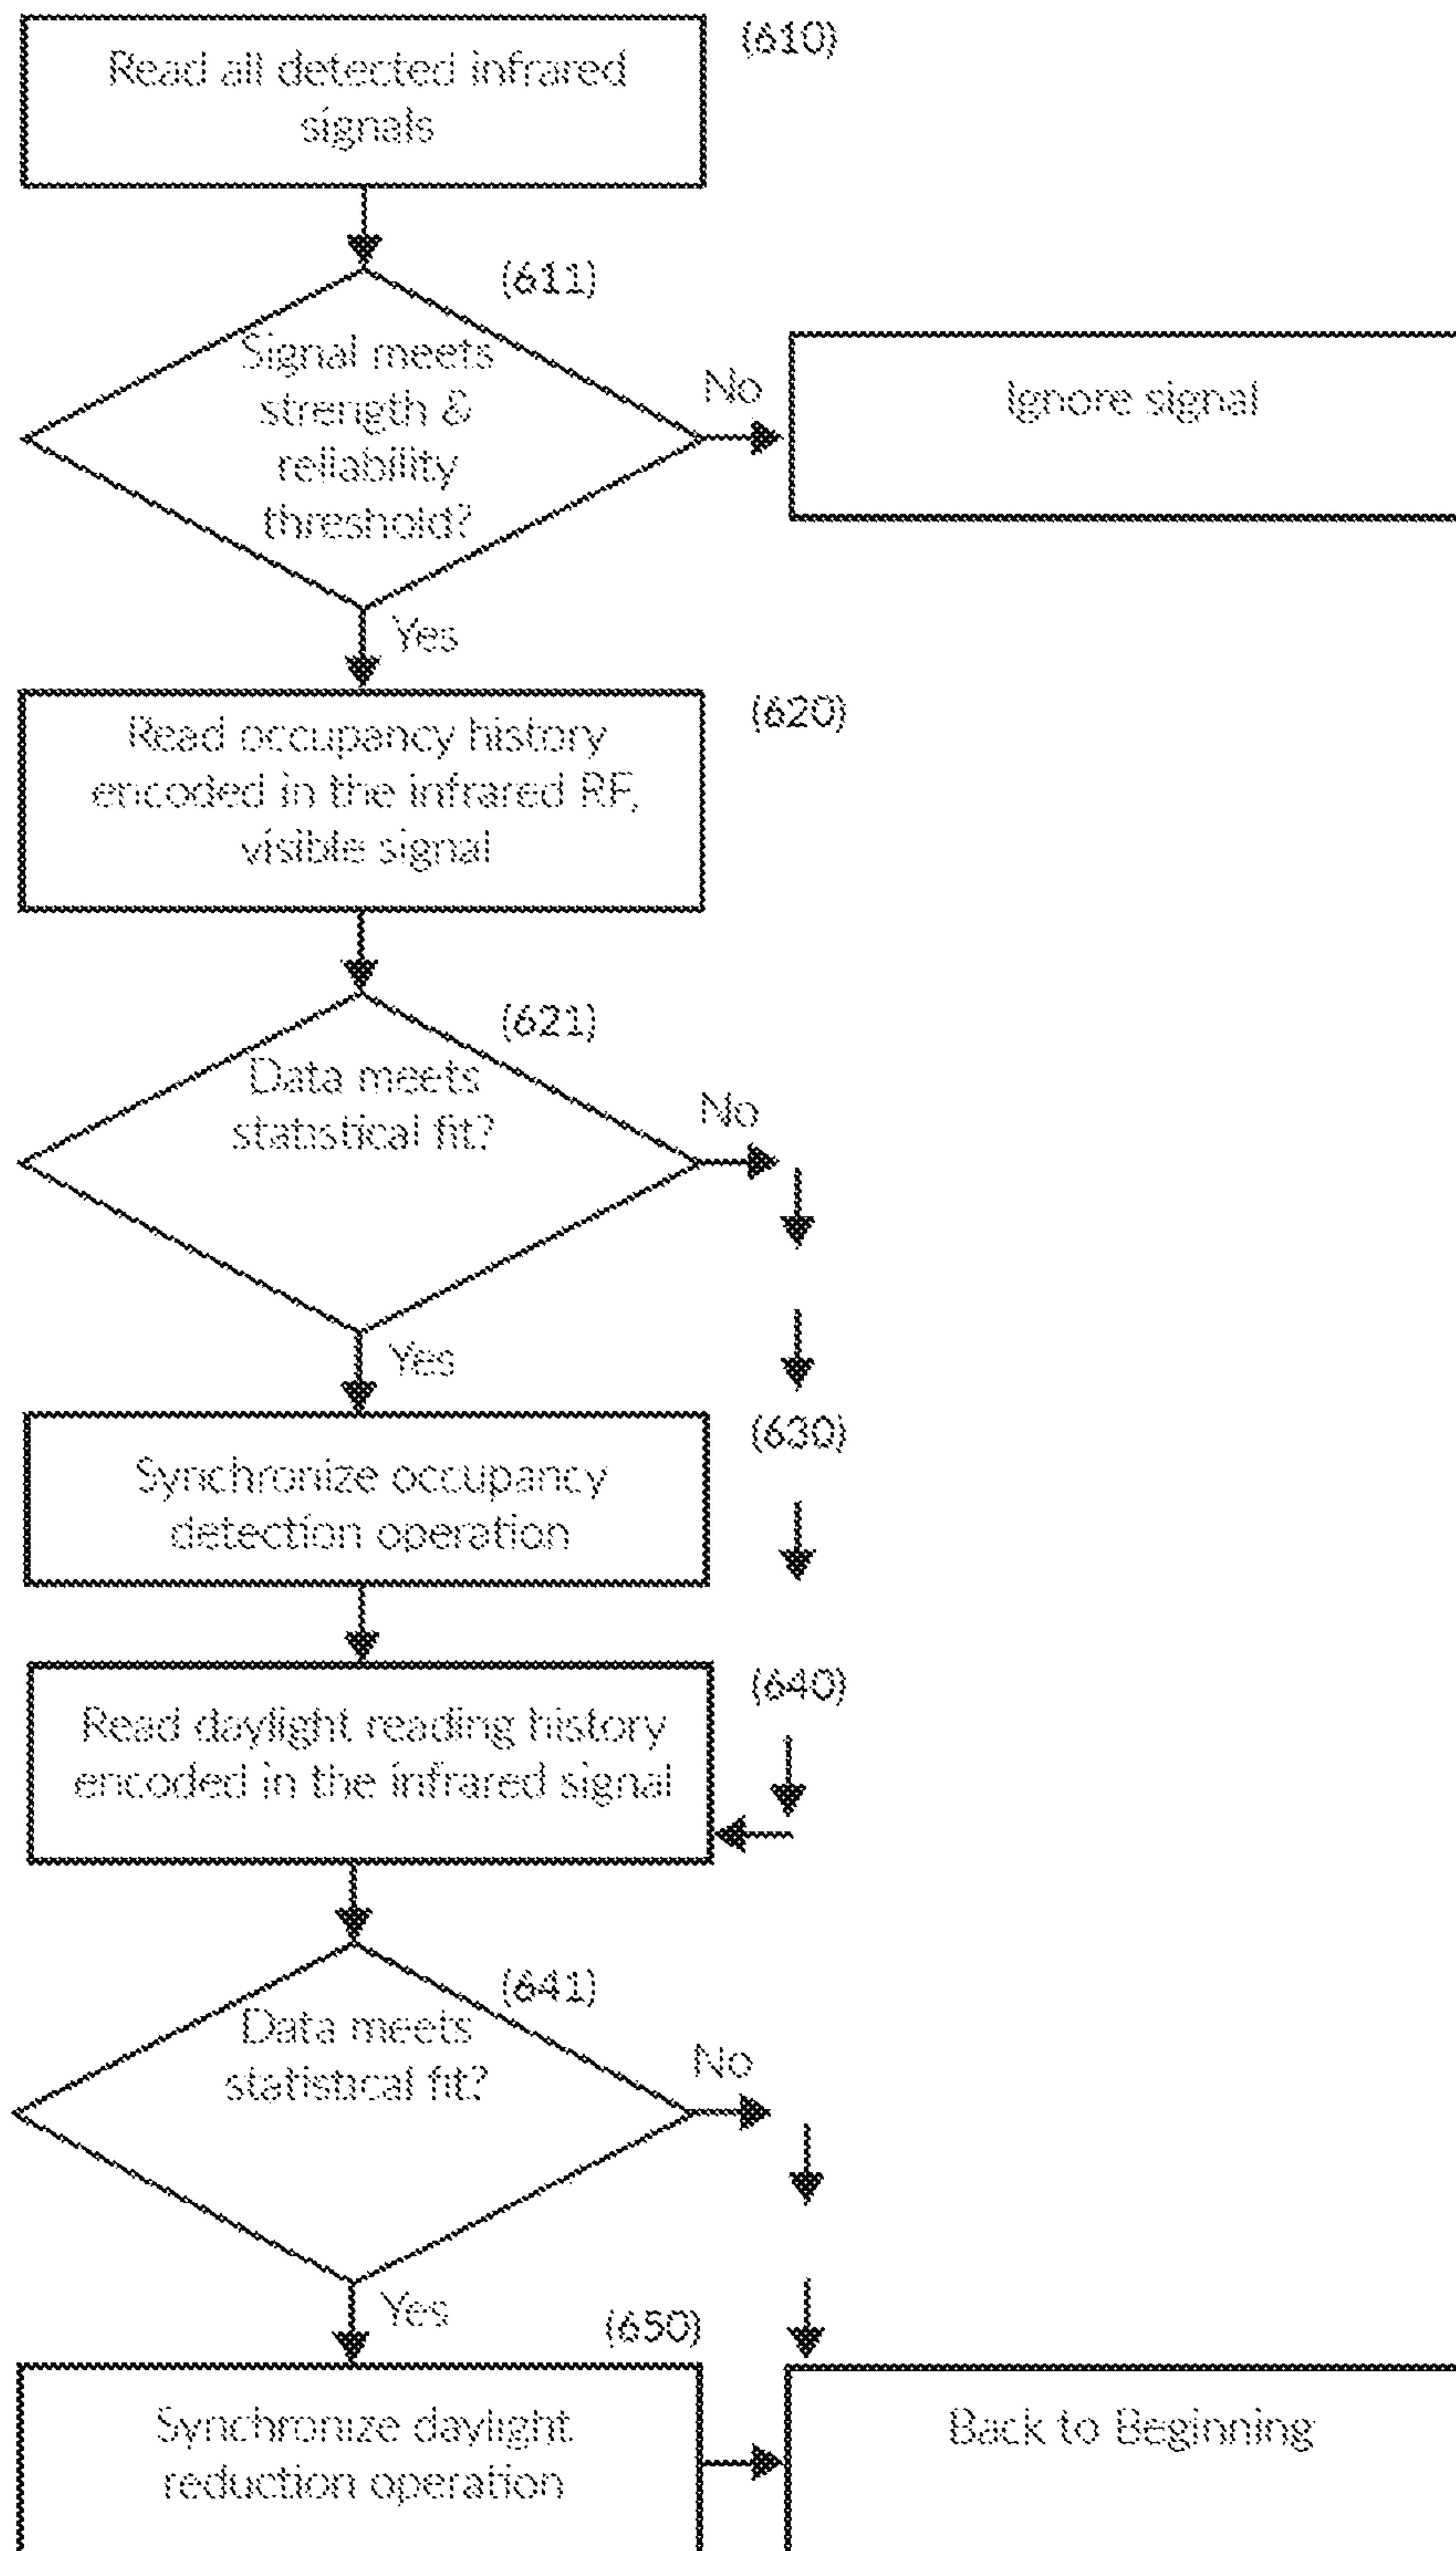 Read all detected infrared
signals
(610)
(611)
Signal meets
strength &
reliability
threshold?
No
Ignore signal
Yes
Read occupancy history
encoded in the infrared RF,
visible signal
(620)
(621)
Data meets
statistical fit?
No
Yes
Synchronize occupancy
detection operation
(630)
Read daylight reading history
encoded in the infrared signal
(640)
(641)
Data meets
statistical fit?
No
Yes
(650)
Synchronize daylight
reduction operation
Back to Beginning